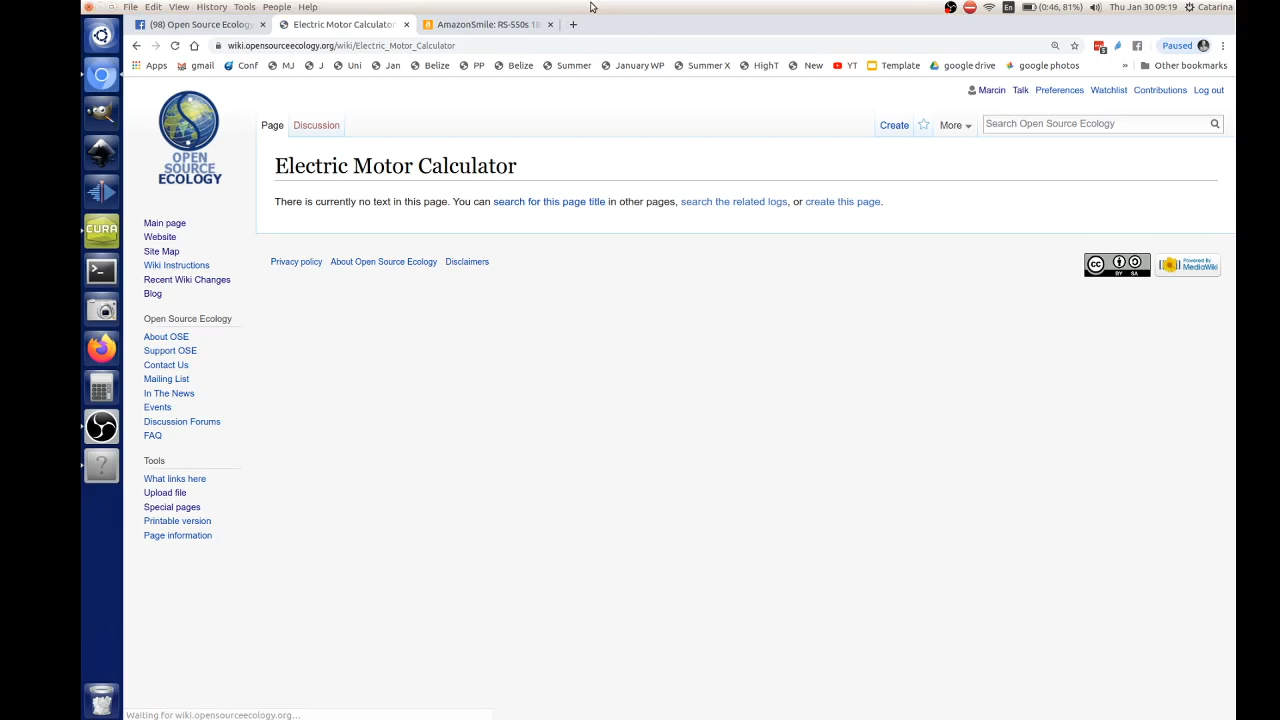 File Edit View History Tools People Help
En (0:46, 81%) Thu Jan 30 09:19 Catarina
(98) Open Source Ecology
Electric Motor Calculator
AmazonSmile: RS-550s 18
wiki.opensourceecology.org/wiki/Electric_Motor_Calculator
Paused
Apps gmail Conf MJ J Uni Jan Belize PP Belize Summer January WP Summer X HighT New YT Template google drive google photos » Other bookmarks
Marcin Talk Preferences Watchlist Contributions Log out
Page Discussion Create More Search Open Source Ecology
OPEN
SOURCE
ECOLOGY
Electric Motor Calculator
There is currently no text in this page. You can search for this page title in other pages, search the related logs, or create this page.
Privacy policy About Open Source Ecology Disclaimers
CC BY SA
Powered By
MediaWiki
Main page
Website
Site Map
Wiki Instructions
Recent Wiki Changes
Blog
Open Source Ecology
About OSE
Support OSE
Contact Us
Mailing List
In The News
Events
Discussion Forums
FAQ
Tools
What links here
Upload file
Special pages
Printable version
Page information
CURA
Waiting for wiki.opensourceecology.org...